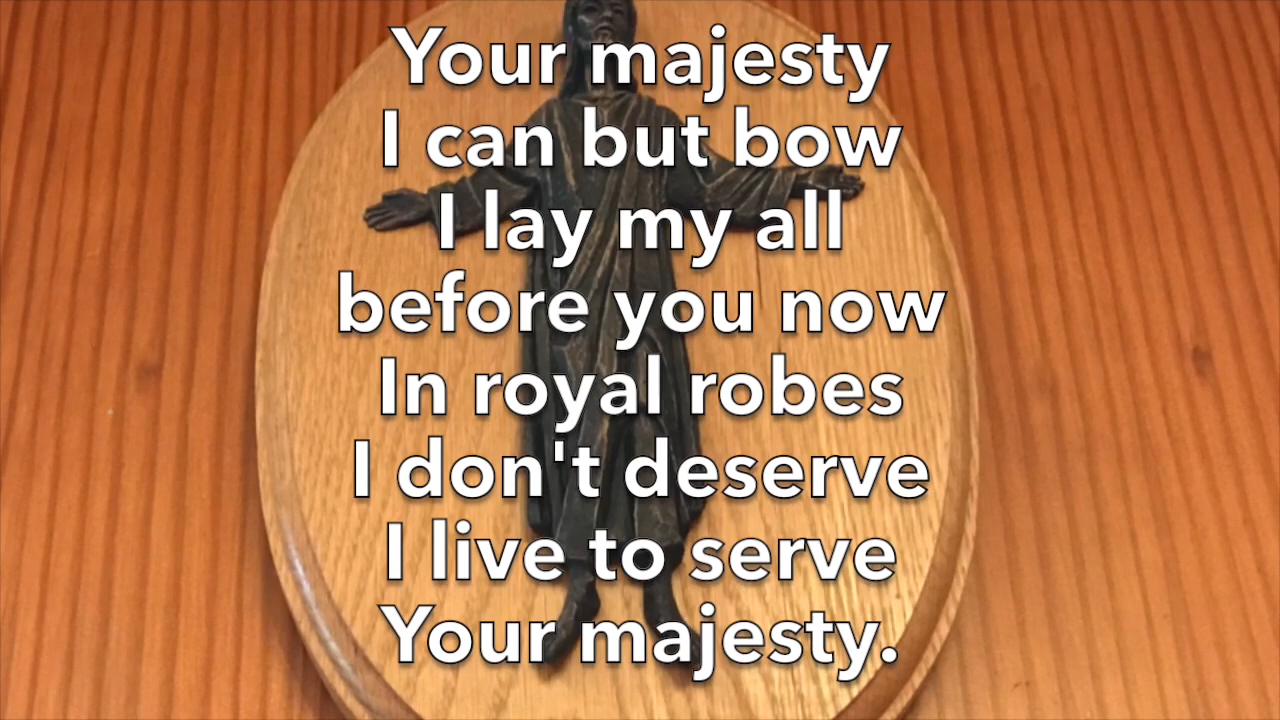 Your majesty
I can but bow
I lay my all
before you now
In royal robes
I don't deserve
I live to serve
Your majesty.